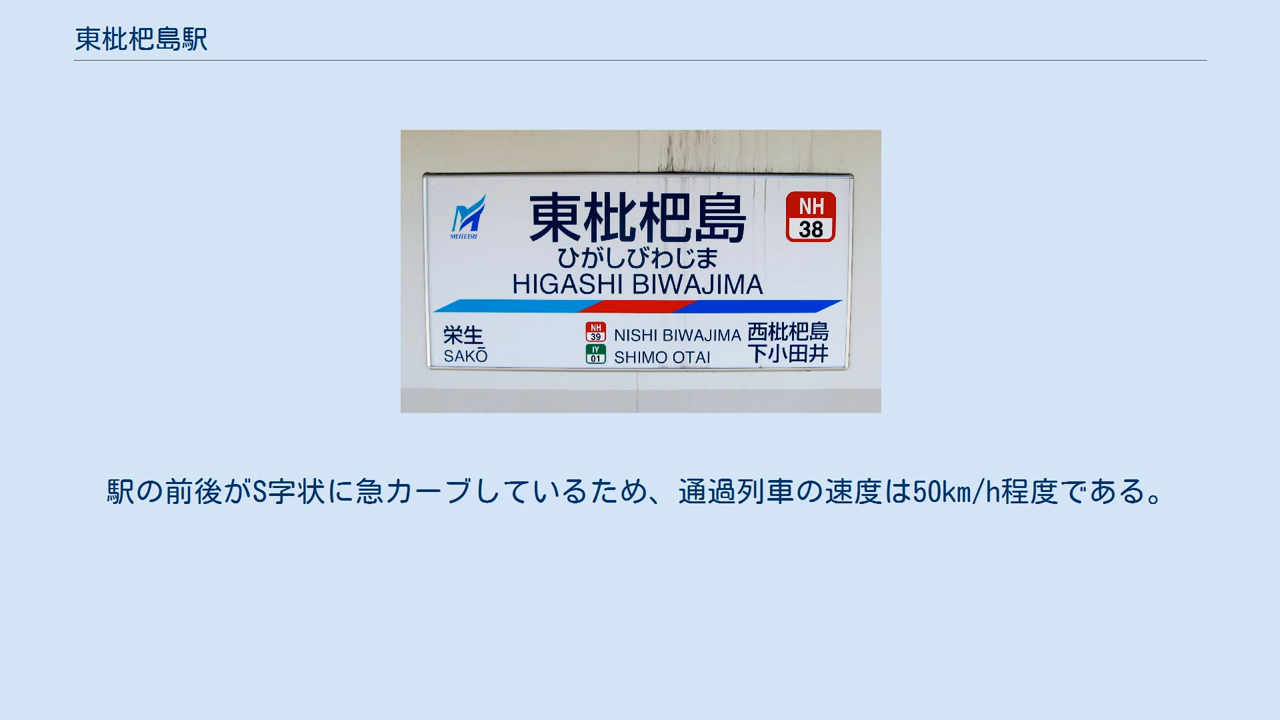 東枇杷島駅
MEITETSU
東枇杷島
NH
38
ひがしびわじま
HIGASHI BIWAJIMA
栄生
SAKŌ
NH
39
NISHI BIWAJIMA 西枇杷島
IY
01
SHIMO OTAI 下小田井
駅の前後がS字状に急カーブしているため、通過列車の速度は50km/h程度である。